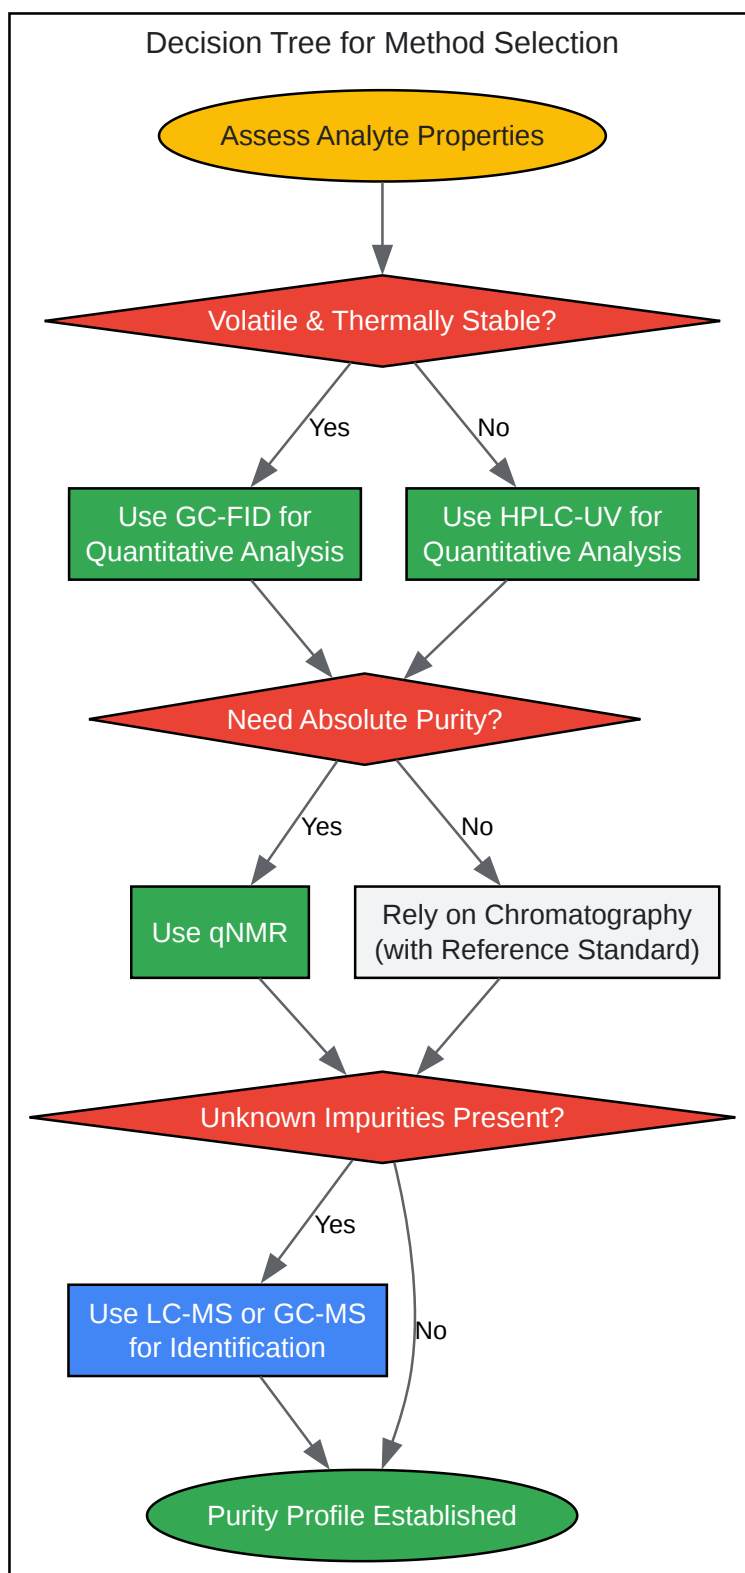 Decision Tree for Method Selection
Assess Analyte Properties
Volatile & Thermally Stable?
Yes
No
Use GC-FID for
Quantitative Analysis
Use HPLC-UV for
Quantitative Analysis
Need Absolute Purity?
Yes
No
Use qNMR
Rely on Chromatography
(with Reference Standard)
Unknown Impurities Present?
Yes
No
Use LC-MS or GC-MS
for Identification
Purity Profile Established